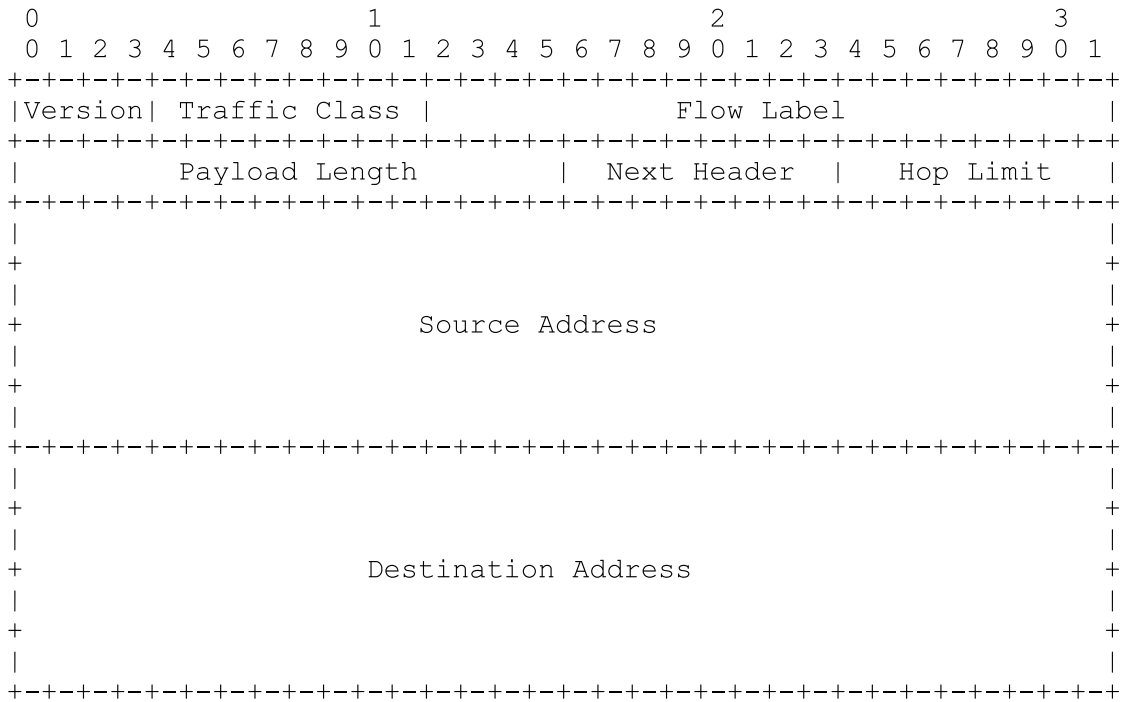 0                   1                   2                   3
 0 1 2 3 4 5 6 7 8 9 0 1 2 3 4 5 6 7 8 9 0 1 2 3 4 5 6 7 8 9 0 1
+-+-+-+-+-+-+-+-+-+-+-+-+-+-+-+-+-+-+-+-+-+-+-+-+-+-+-+-+-+-+-+-+
|Version| Traffic Class |              Flow Label               |
+-+-+-+-+-+-+-+-+-+-+-+-+-+-+-+-+-+-+-+-+-+-+-+-+-+-+-+-+-+-+-+-+
|         Payload Length        |  Next Header  |   Hop Limit   |
+-+-+-+-+-+-+-+-+-+-+-+-+-+-+-+-+-+-+-+-+-+-+-+-+-+-+-+-+-+-+-+-+
|                                                               |
+                                                               +
|                                                               |
+                       Source Address                          +
|                                                               |
+                                                               +
|                                                               |
+-+-+-+-+-+-+-+-+-+-+-+-+-+-+-+-+-+-+-+-+-+-+-+-+-+-+-+-+-+-+-+-+
|                                                               |
+                                                               +
|                                                               |
+                    Destination Address                        +
|                                                               |
+                                                               +
|                                                               |
+-+-+-+-+-+-+-+-+-+-+-+-+-+-+-+-+-+-+-+-+-+-+-+-+-+-+-+-+-+-+-+-+